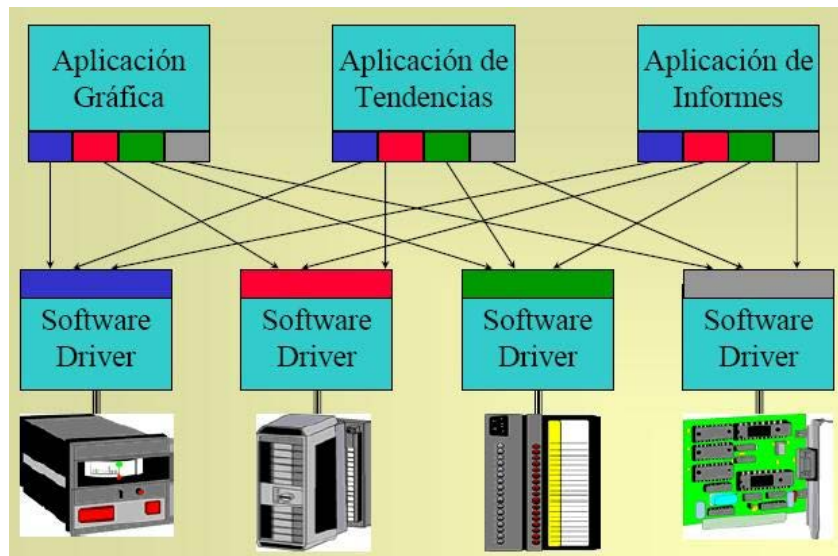 Aplicación
Gráfica
Aplicación de
Tendencias
Aplicación de
Informes
Software
Driver
Software
Driver
Software
Driver
Software
Driver